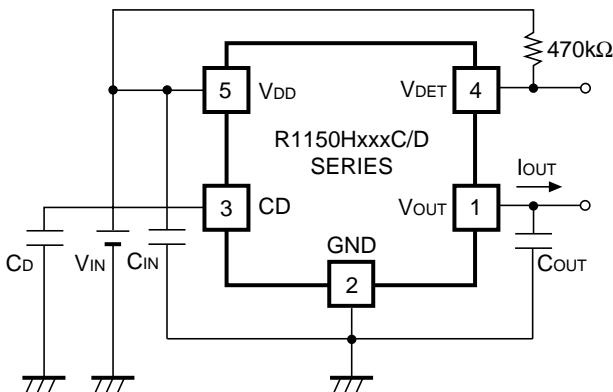 470kΩ
5 VDD
VDET 4
R1150HxxxC/D
SERIES
IOUT
3 CD
VOUT 1
GND
2
CD
VIN
CIN
COUT